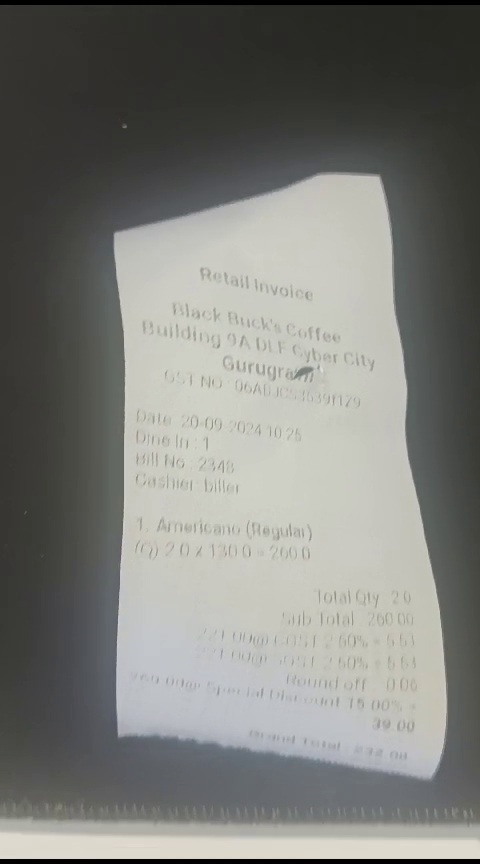 Retail Invoice
Black Buck's Coffee
Building 9A DLF Cyber City
Gurugram
GST NO
Date 20-09-2024 10:25
Dine In : 1
Bill No : 2348
Cashier: biller
1. Americano (Regular)
(@) 2.0 x 130.0 = 260.0
Total Qty : 2.0
Sub Total : 260.00
221.00@ CGST 2.50% = 5.53
221.00@ SGST 2.50% = 5.53
Round off : 0.06
260.00@ Special Discount 15.00% =
39.00
Grand Total : 232.00